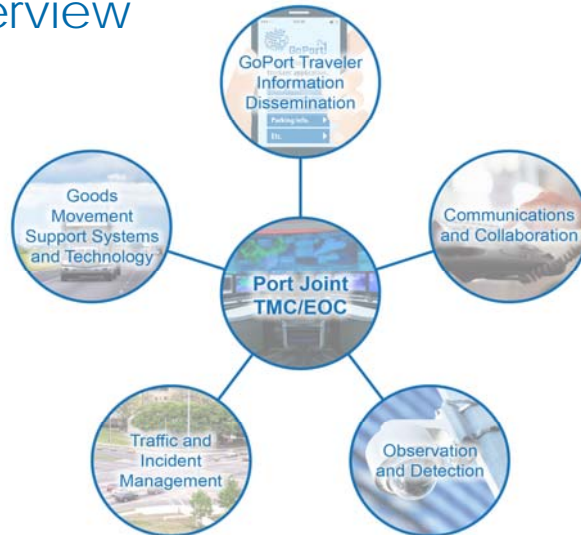 erview
GoPort
GoPort Traveler
Information
Dissemination
Parking info.
Etc.
Goods
Movement
Support Systems
and Technology
Communications
and Collaboration
Port Joint
TMC/EOC
Traffic and
Incident
Management
Observation
and Detection